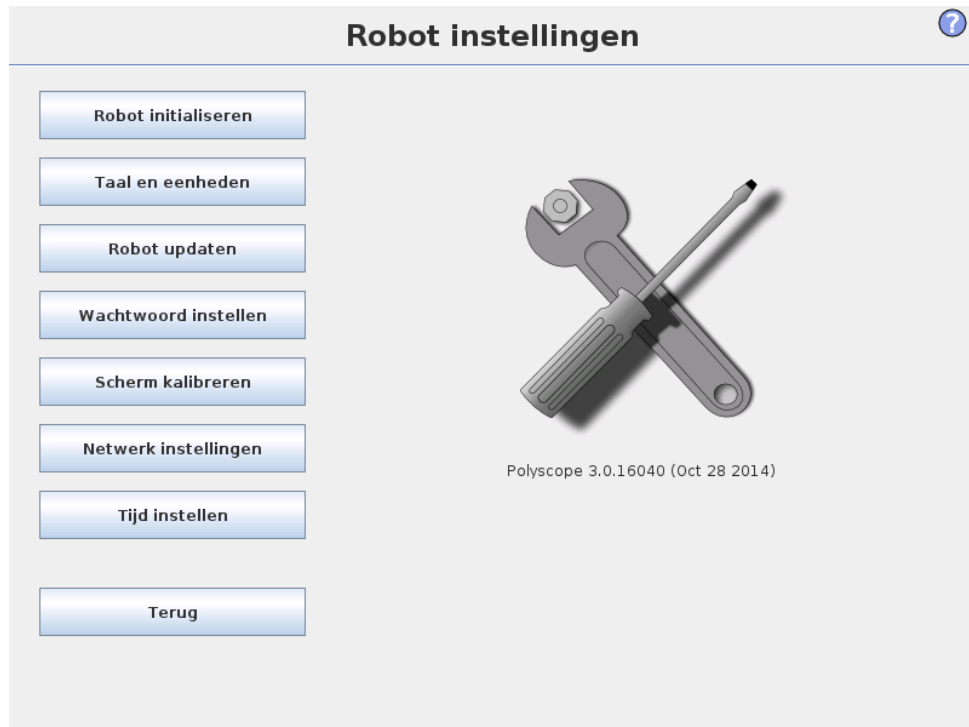 Robot instellingen
?
Robot initialiseren
Taal en eenheden
Robot updaten
Wachtwoord instellen
Scherm kalibreren
Netwerk instellingen
Tijd instellen
Terug
Polyscope 3.0.16040 (Oct 28 2014)